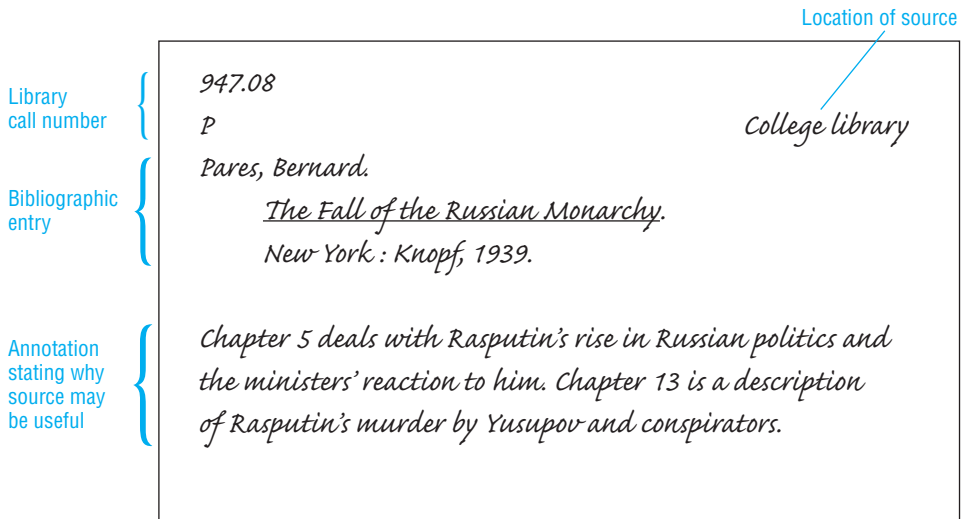 Location of source
Library
call number
947.08
P
College library
Bibliographic
entry
Pares, Bernard.
The Fall of the Russian Monarchy.
New York : Knopf, 1939.
Annotation
stating why
source may
be useful
Chapter 5 deals with Rasputin's rise in Russian politics and
the ministers' reaction to him. Chapter 13 is a description
of Rasputin's murder by Yusupov and conspirators.